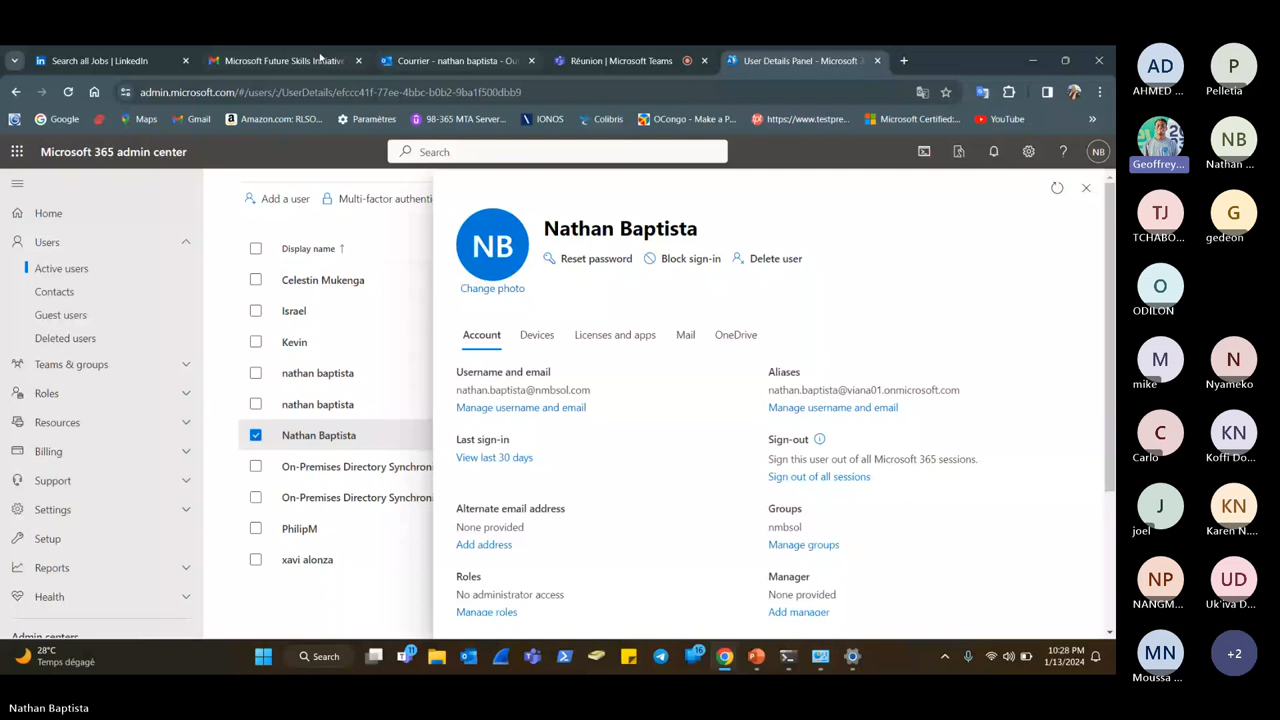 Search all Jobs | LinkedIn
Microsoft Future Skills Initiative
Courrier - nathan baptista - Ou
Réunion | Microsoft Teams
User Details Panel - Microsoft 3
admin.microsoft.com/#/users/:/UserDetails/efccc41f-77ee-4bbc-b0b2-9ba1f500dbb9
Google
Maps
Gmail
Amazon.com: RLSO...
Paramètres
98-365 MTA Server...
IONOS
Colibris
OCongo - Make a P...
https://www.testpre...
Microsoft Certified:...
YouTube
Microsoft 365 admin center
Search
NB
Home
Users
Active users
Contacts
Guest users
Deleted users
Teams & groups
Roles
Resources
Billing
Support
Settings
Setup
Reports
Health
Admin centers
Add a user
Multi-factor authenti
Display name ↑
Celestin Mukenga
Israel
Kevin
nathan baptista
nathan baptista
Nathan Baptista
On-Premises Directory Synchron
On-Premises Directory Synchron
PhilipM
xavi alonza
NB
Change photo
Nathan Baptista
Reset password
Block sign-in
Delete user
Account
Devices
Licenses and apps
Mail
OneDrive
Username and email
nathan.baptista@nmbsol.com
Manage username and email
Aliases
nathan.baptista@viana01.onmicrosoft.com
Manage username and email
Last sign-in
View last 30 days
Sign-out
Sign this user out of all Microsoft 365 sessions.
Sign out of all sessions
Alternate email address
None provided
Add address
Groups
nmbsol
Manage groups
Roles
No administrator access
Manage roles
Manager
None provided
Add manager
28°C
Temps dégagé
Search
11
16
10:28 PM
1/13/2024
AD
AHMED ...
P
Pelletia
Geoffrey...
NB
Nathan ...
TJ
TCHABO...
G
gedeon
O
ODILON
M
mike
N
Nyameko
C
Carlo
KN
Koffi Do...
J
joel
KN
Karen N....
NP
NANGM...
UD
Uk'iva D...
MN
Moussa ...
+2
Nathan Baptista